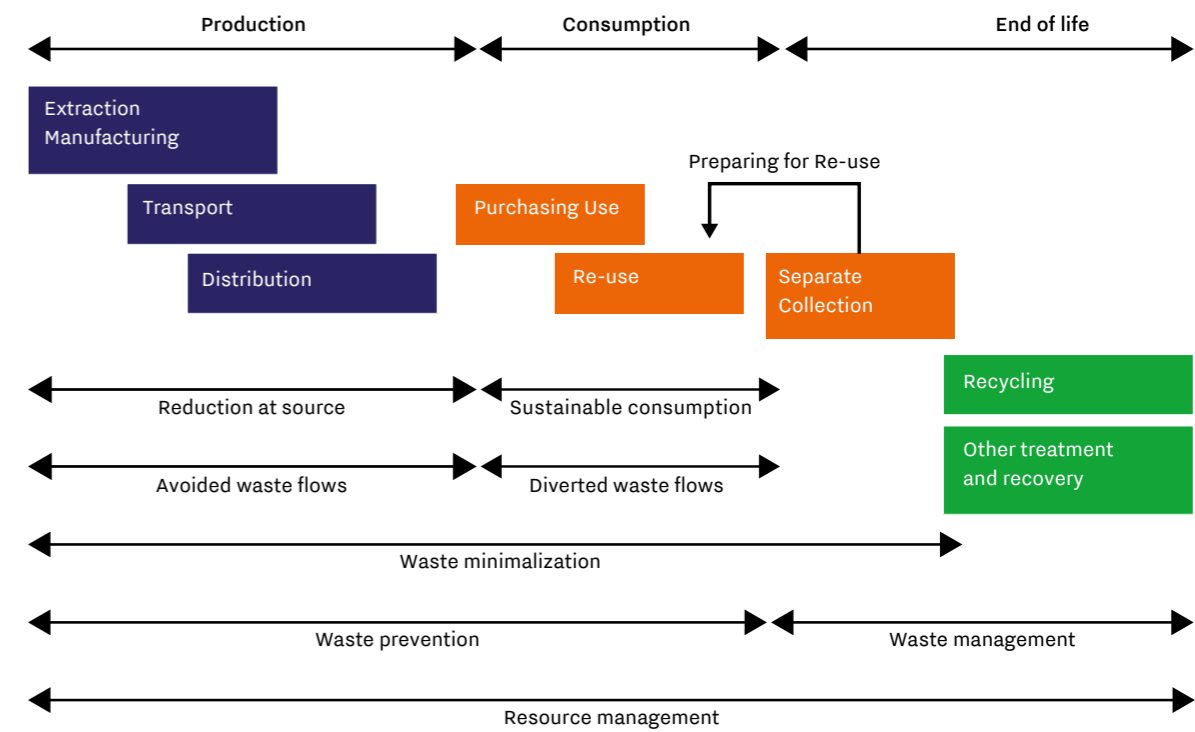 Production
Consumption
End of life
Extraction
Manufacturing
Preparing for Re-use
Transport
Purchasing Use
Distribution
Re-use
Separate
Collection
Recycling
Reduction at source
Sustainable consumption
Other treatment
and recovery
Avoided waste flows
Diverted waste flows
Waste minimalization
Waste prevention
Waste management
Resource management